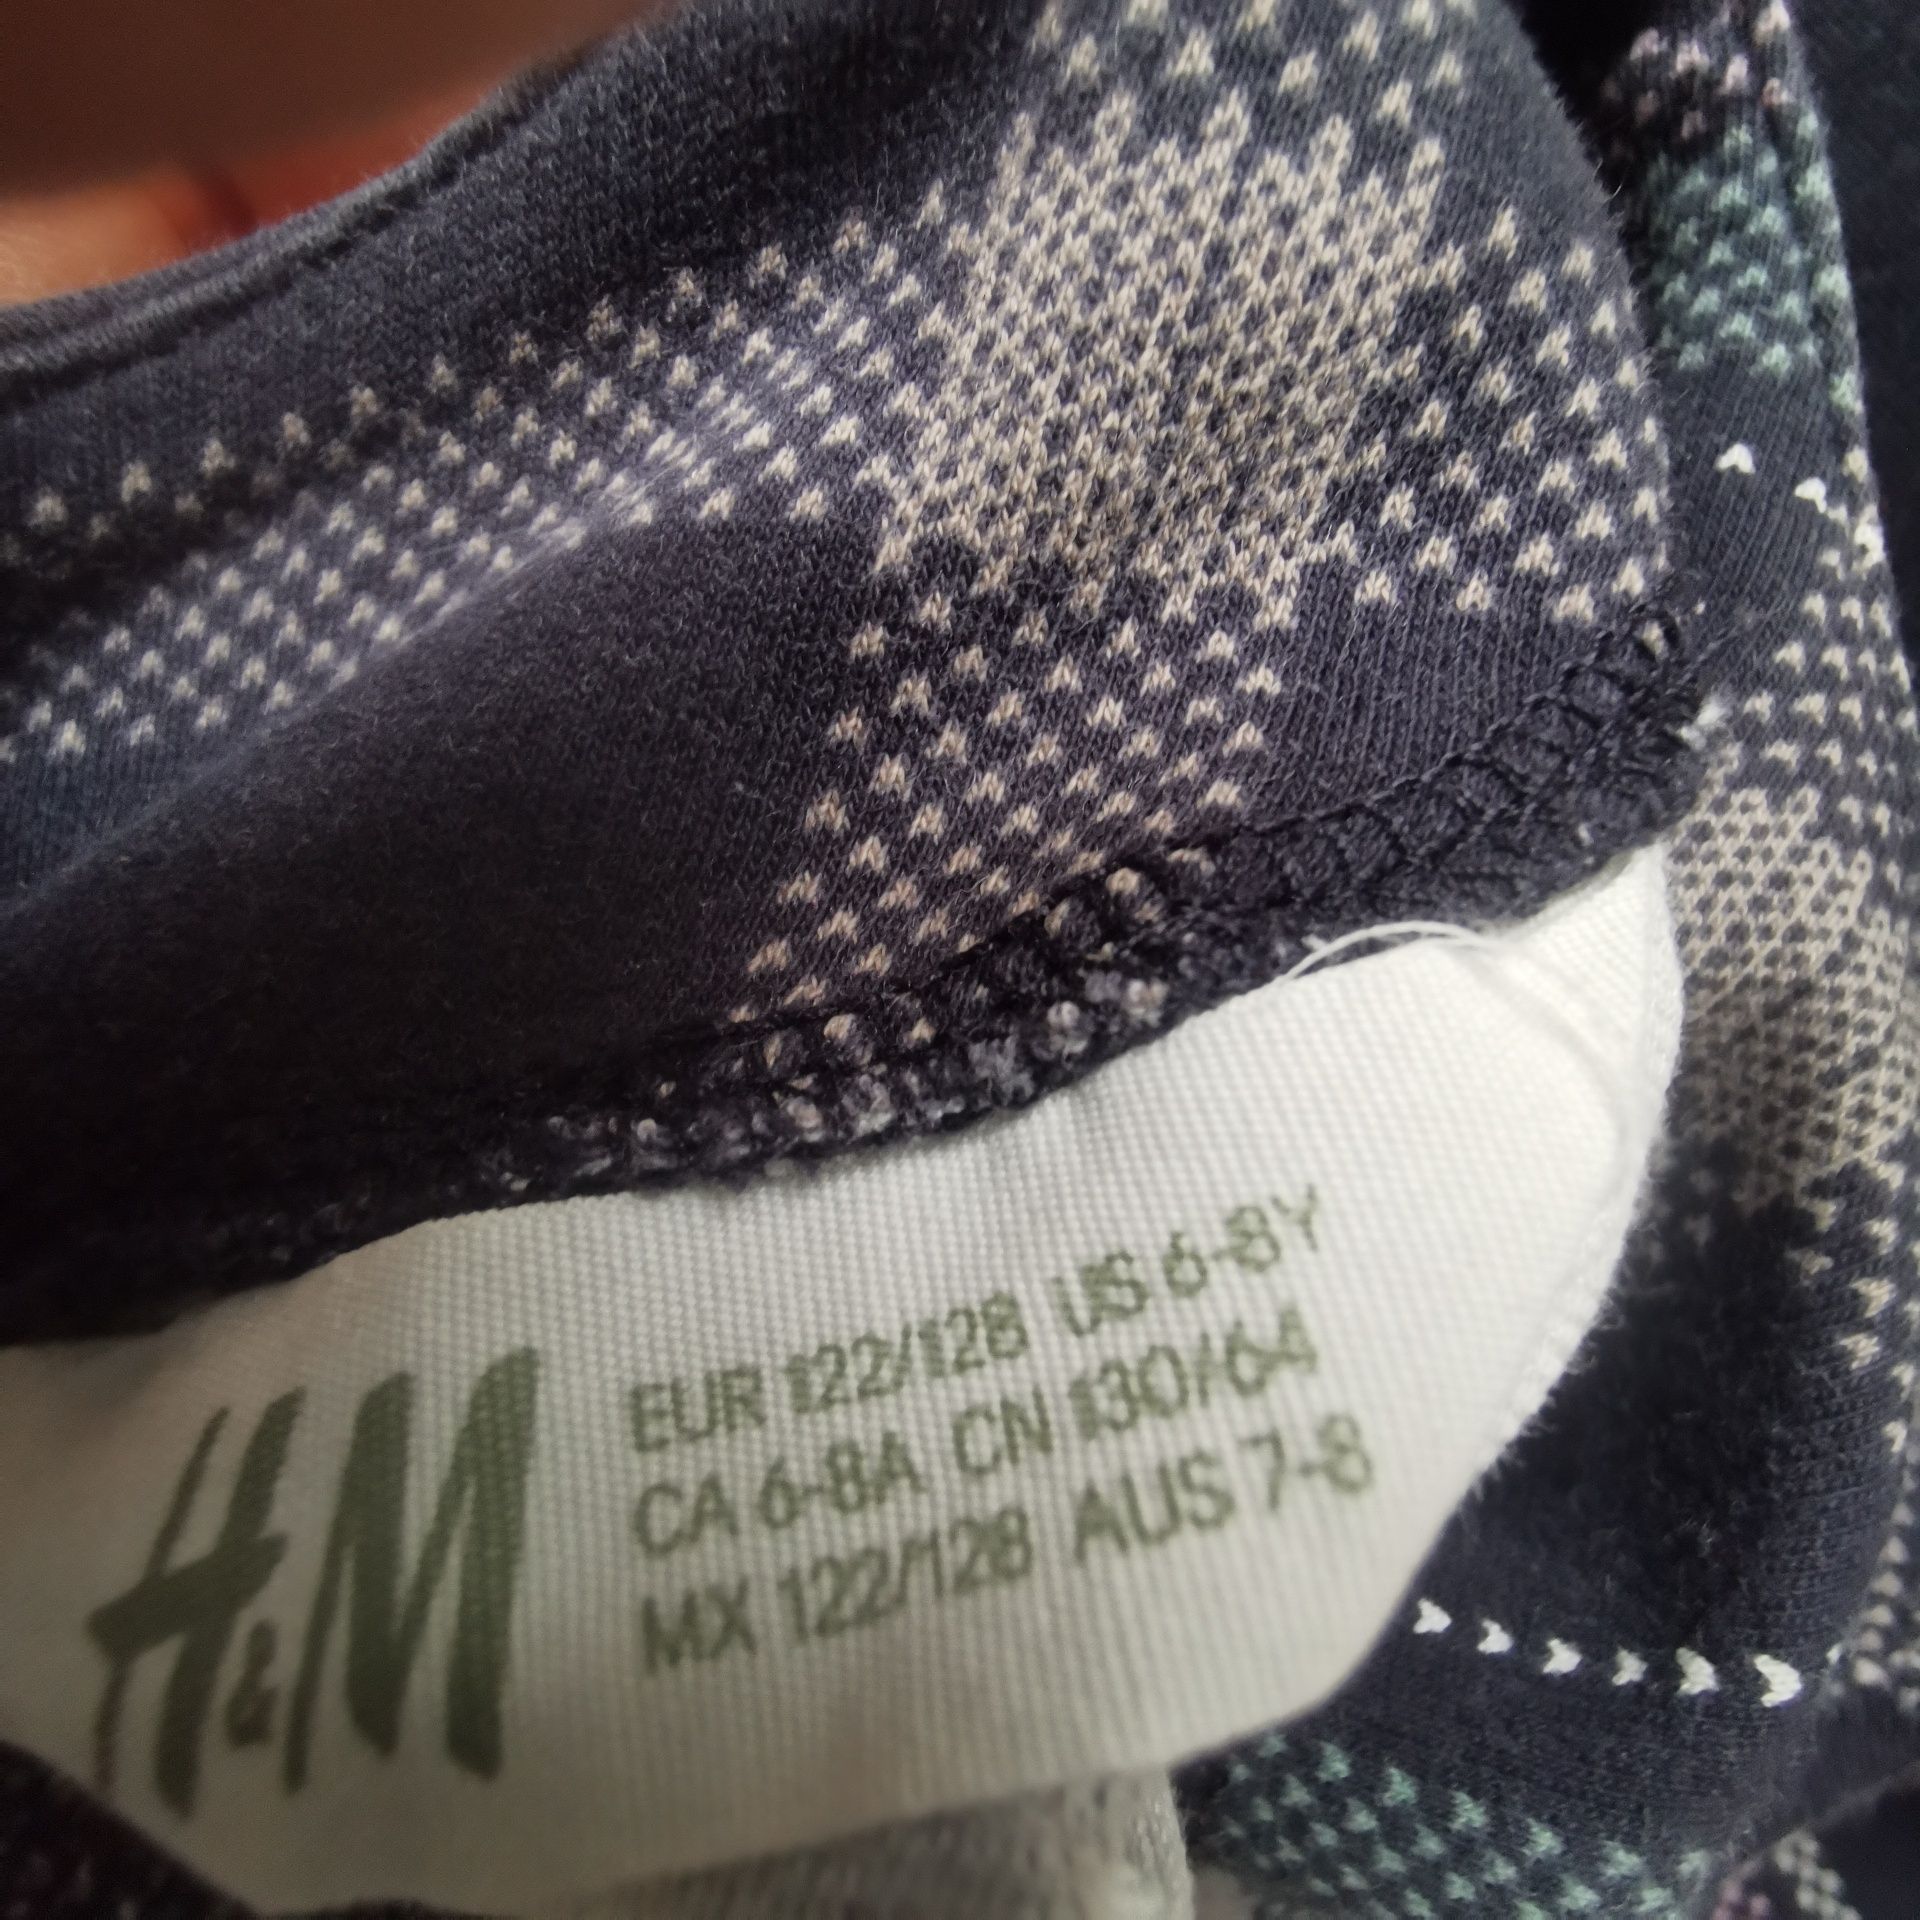 H&M
EUR 122/128 US 6-8Y
CA 6-8A CN 130/64
MX 122/128 AUS 7-8